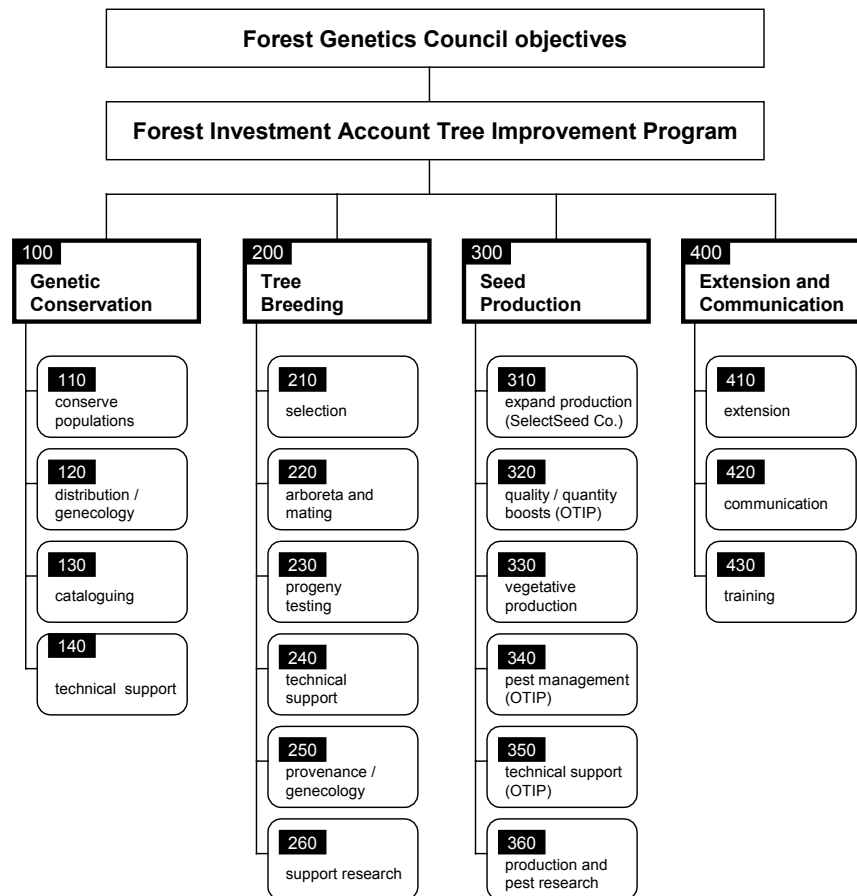 Forest Genetics Council objectives
Forest Investment Account Tree Improvement Program
100
Genetic
Conservation
110
conserve
populations
120
distribution /
genecology
130
cataloguing
140
technical support
200
Tree
Breeding
210
selection
220
arboreta and
mating
230
progeny
testing
240
technical
support
250
provenance /
genecology
260
support research
300
Seed
Production
310
expand production
(SelectSeed Co.)
320
quality / quantity
boosts (OTIP)
330
vegetative
production
340
pest management
(OTIP)
350
technical support
(OTIP)
360
production and
pest research
400
Extension and
Communication
410
extension
420
communication
430
training